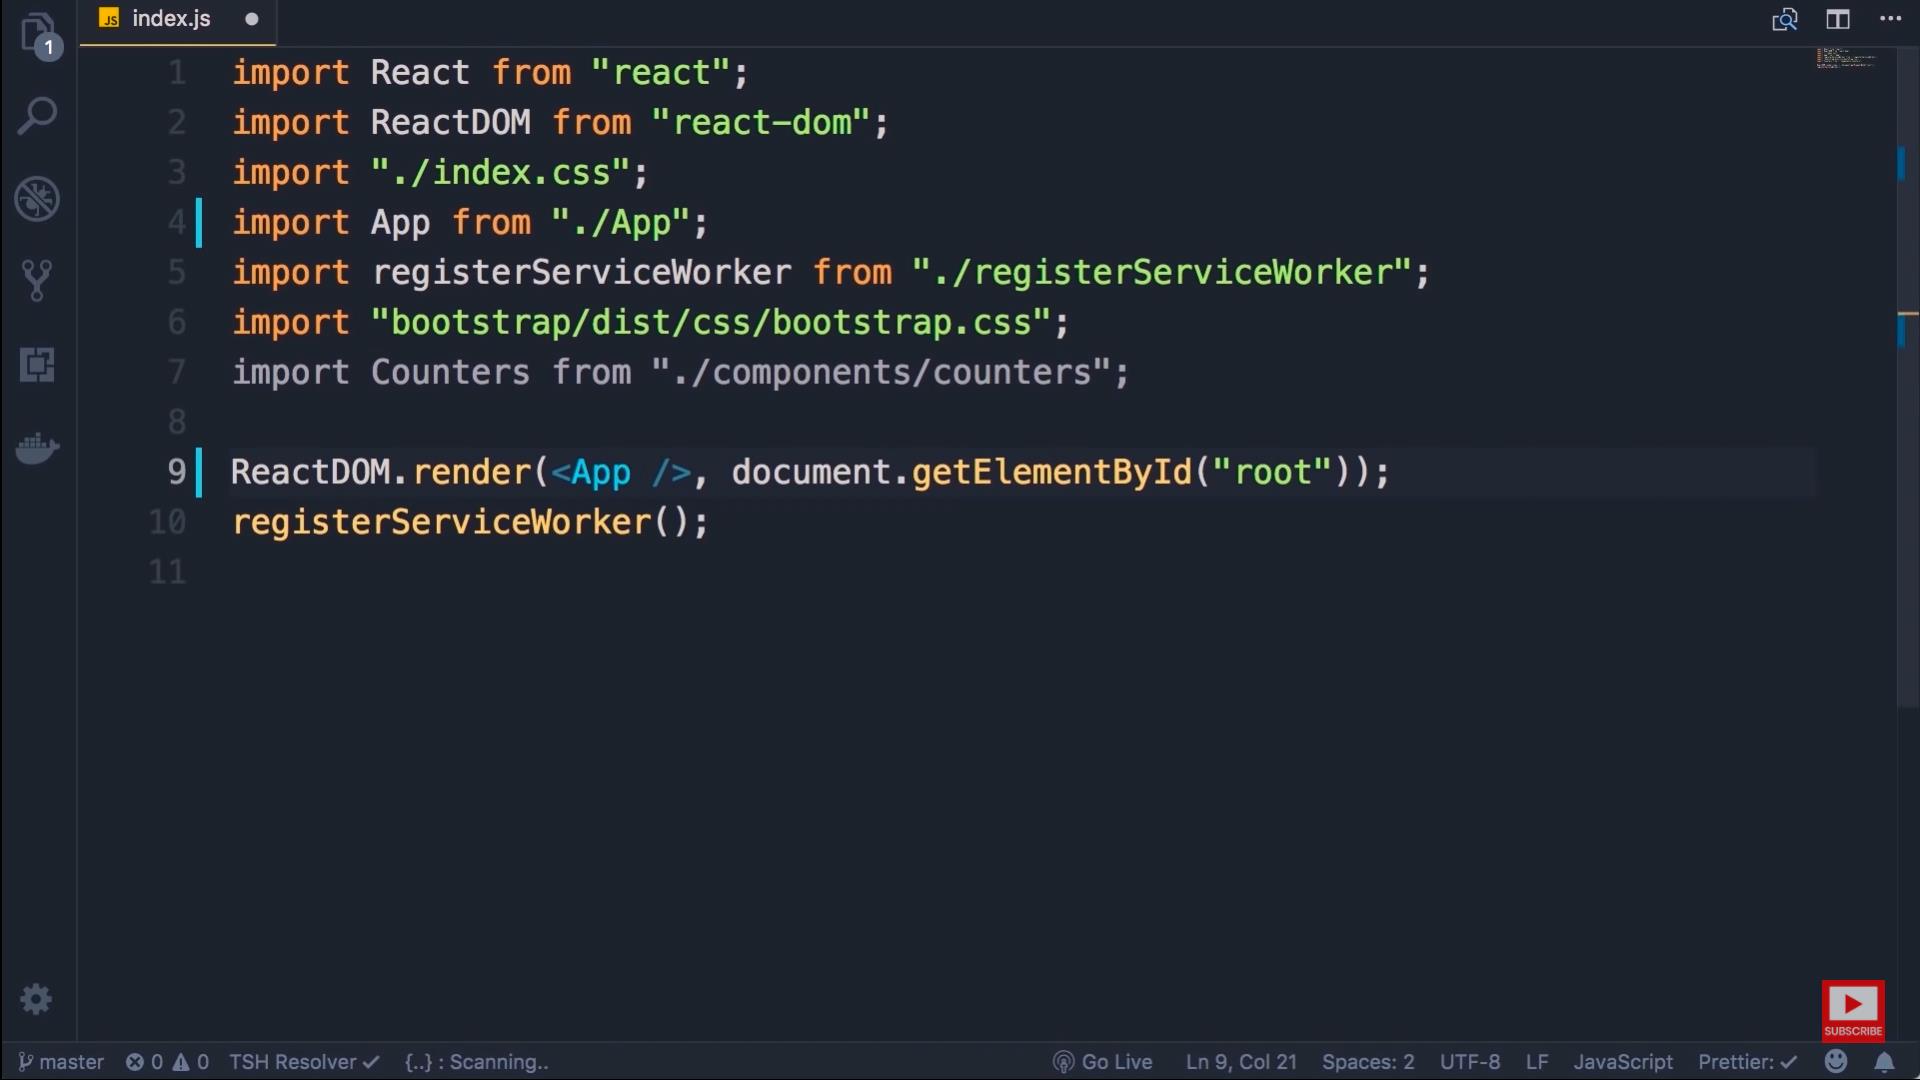 JS index.js
1
1 import React from "react";
2 import ReactDOM from "react-dom";
3 import "./index.css";
4 import App from "./App";
5 import registerServiceWorker from "./registerServiceWorker";
6 import "bootstrap/dist/css/bootstrap.css";
7 import Counters from "./components/counters";
8
9 ReactDOM.render(<App />, document.getElementById("root"));
10 registerServiceWorker();
11
SUBSCRIBE
master 0 0 TSH Resolver ✓ {..} : Scanning.. Go Live Ln 9, Col 21 Spaces: 2 UTF-8 LF JavaScript Prettier: ✓